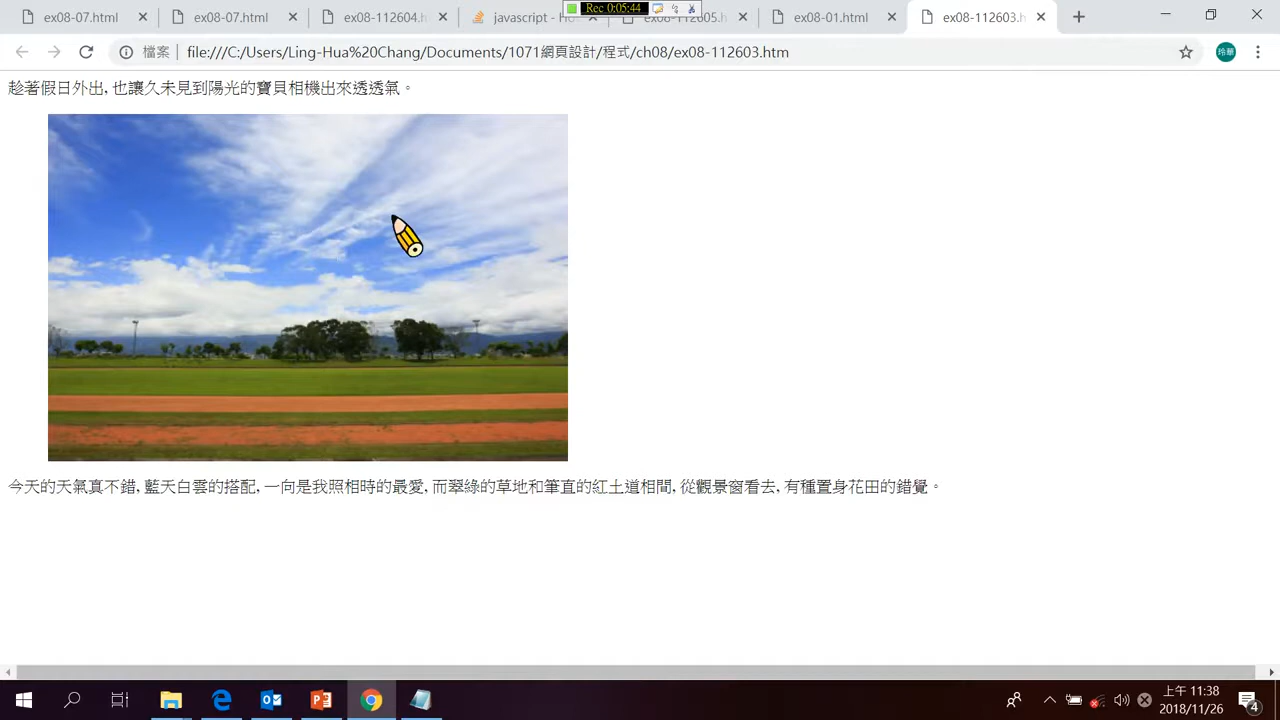 ex08-07.html
ex08-07.html
ex08-112604.h
javascript - H
ex08-112605.h
ex08-01.html
ex08-112603.h
Rec 0:05:44
檔案
file:///C:/Users/Ling-Hua%20Chang/Documents/1071網頁設計/程式/ch08/ex08-112603.htm
玲華
趁著假日外出, 也讓久未見到陽光的寶貝相機出來透透氣。
今天的天氣真不錯, 藍天白雲的搭配, 一向是我照相時的最愛, 而翠綠的草地和筆直的紅土道相間, 從觀景窗看去, 有種置身花田的錯覺。
上午 11:38
2018/11/26
4